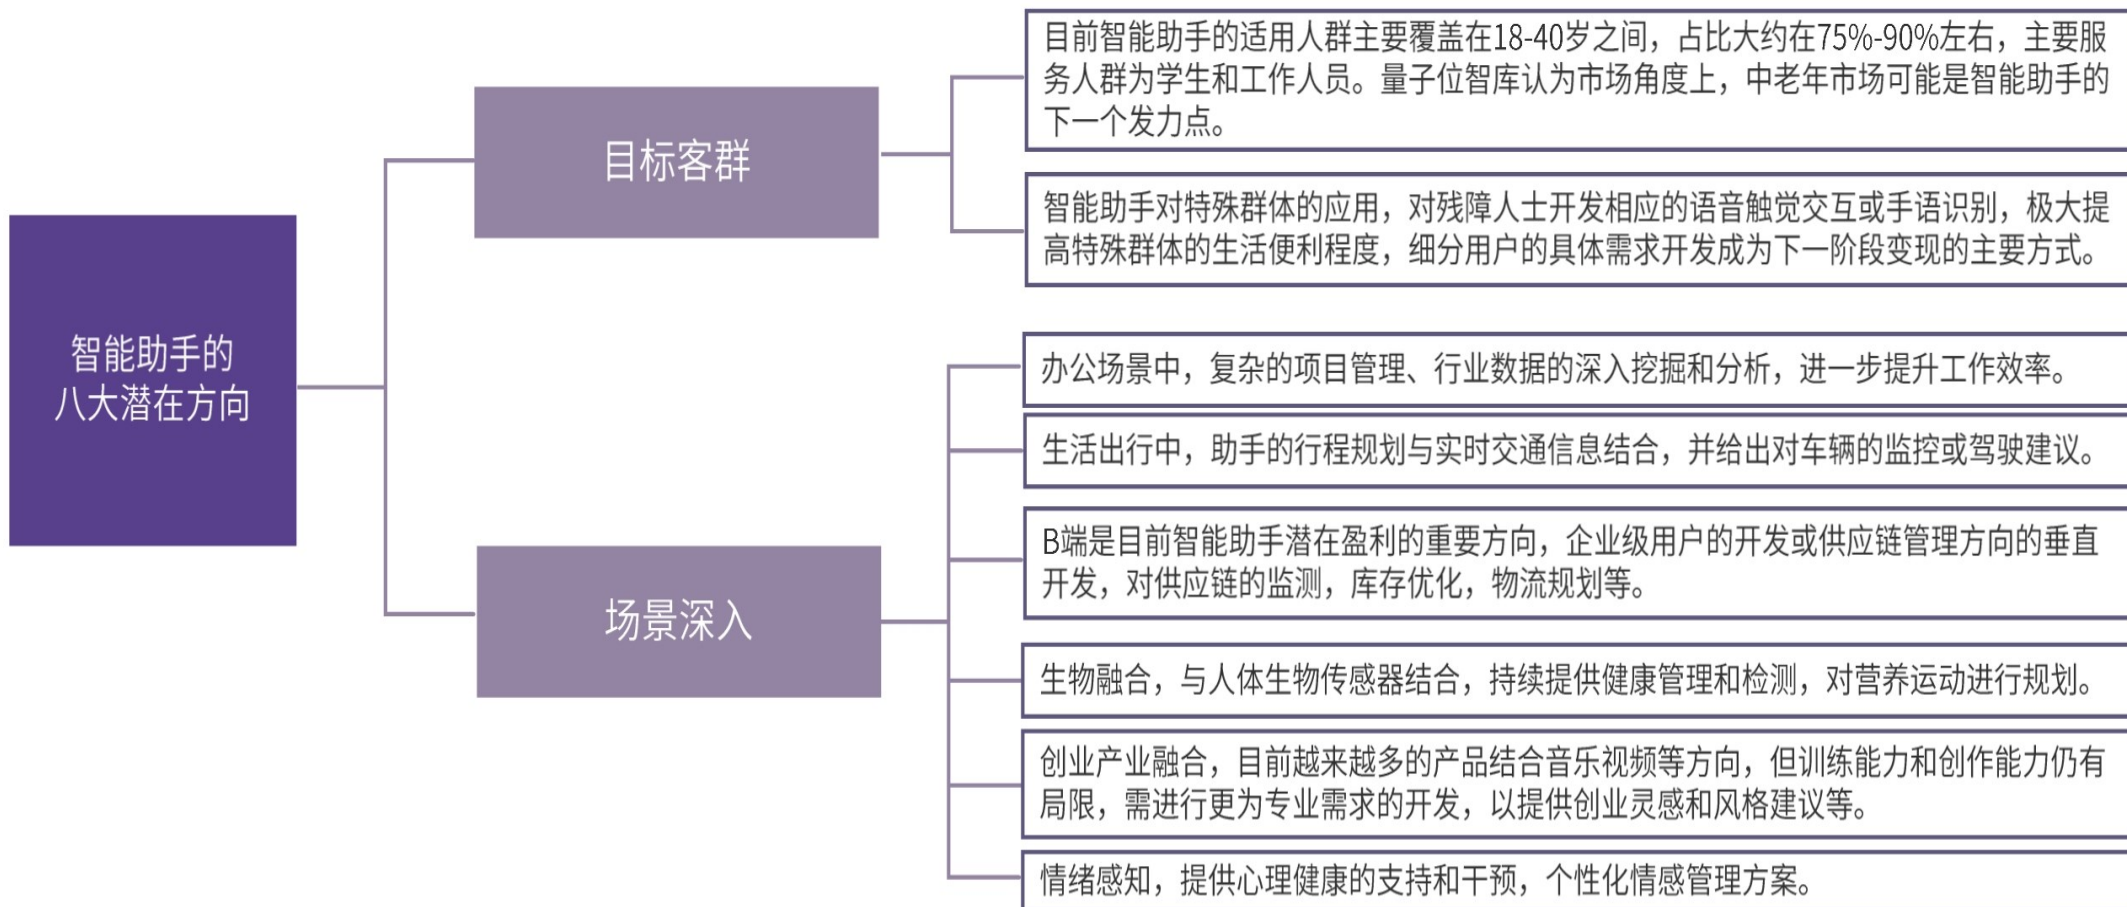 智能助手的
八大潜在方向
目标客群
目前智能助手的适用人群主要覆盖在18-40岁之间，占比大约在75%-90%左右，主要服
务人群为学生和工作人员。量子位智库认为市场角度上，中老年市场可能是智能助手的
下一个发力点。
智能助手对特殊群体的应用，对残障人士开发相应的语音触觉交互或手语识别，极大提
高特殊群体的生活便利程度，细分用户的具体需求开发成为下一阶段变现的主要方式。
场景深入
办公场景中，复杂的项目管理、行业数据的深入挖掘和分析，进一步提升工作效率。
生活出行中，助手的行程规划与实时交通信息结合，并给出对车辆的监控或驾驶建议。
B端是目前智能助手潜在盈利的重要方向，企业级用户的开发或供应链管理方向的垂直
开发，对供应链的监测，库存优化，物流规划等。
生物融合，与人体生物传感器结合，持续提供健康管理和检测，对营养运动进行规划。
创业产业融合，目前越来越多的产品结合音乐视频等方向，但训练能力和创作能力仍有
局限，需进行更为专业需求的开发，以提供创业灵感和风格建议等。
情绪感知，提供心理健康的支持和干预，个性化情感管理方案。